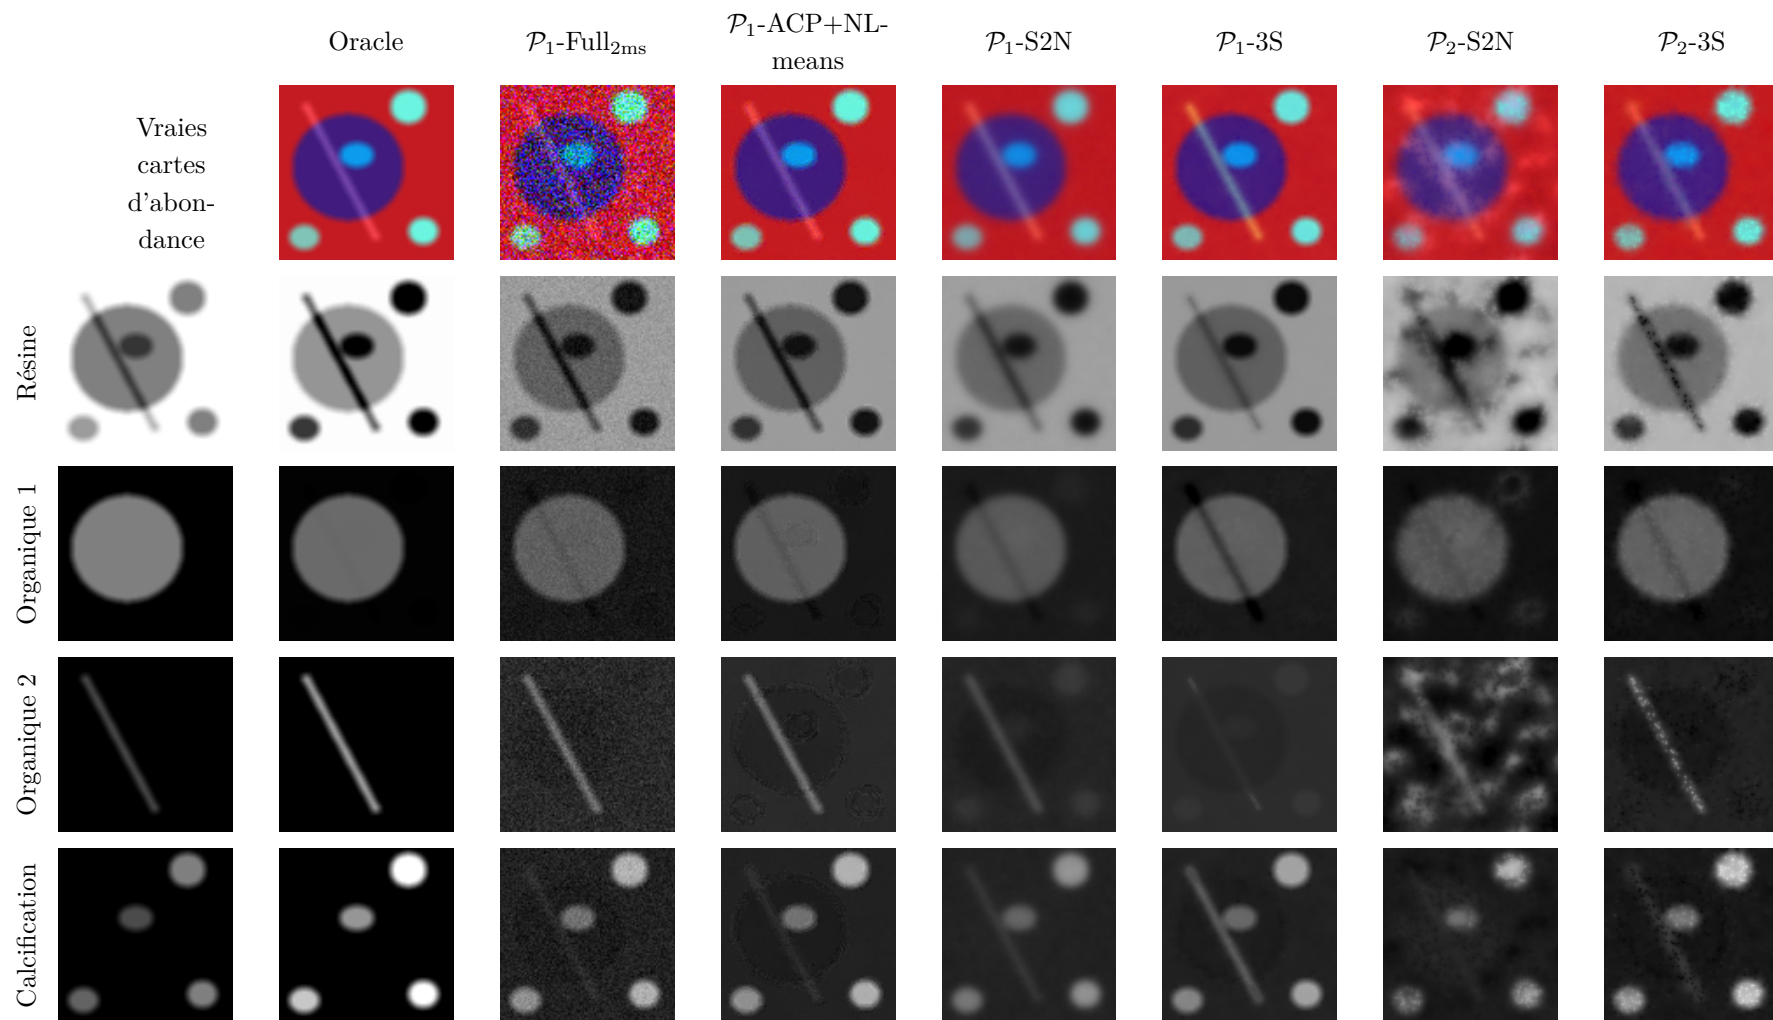 Oracle
𝒫₁-Full₂ₘₛ
𝒫₁-ACP+NL-
means
𝒫₁-S2N
𝒫₁-3S
𝒫₂-S2N
𝒫₂-3S
Vraies
cartes
d'abon-
dance
Résine
Organique 1
Organique 2
Calcification